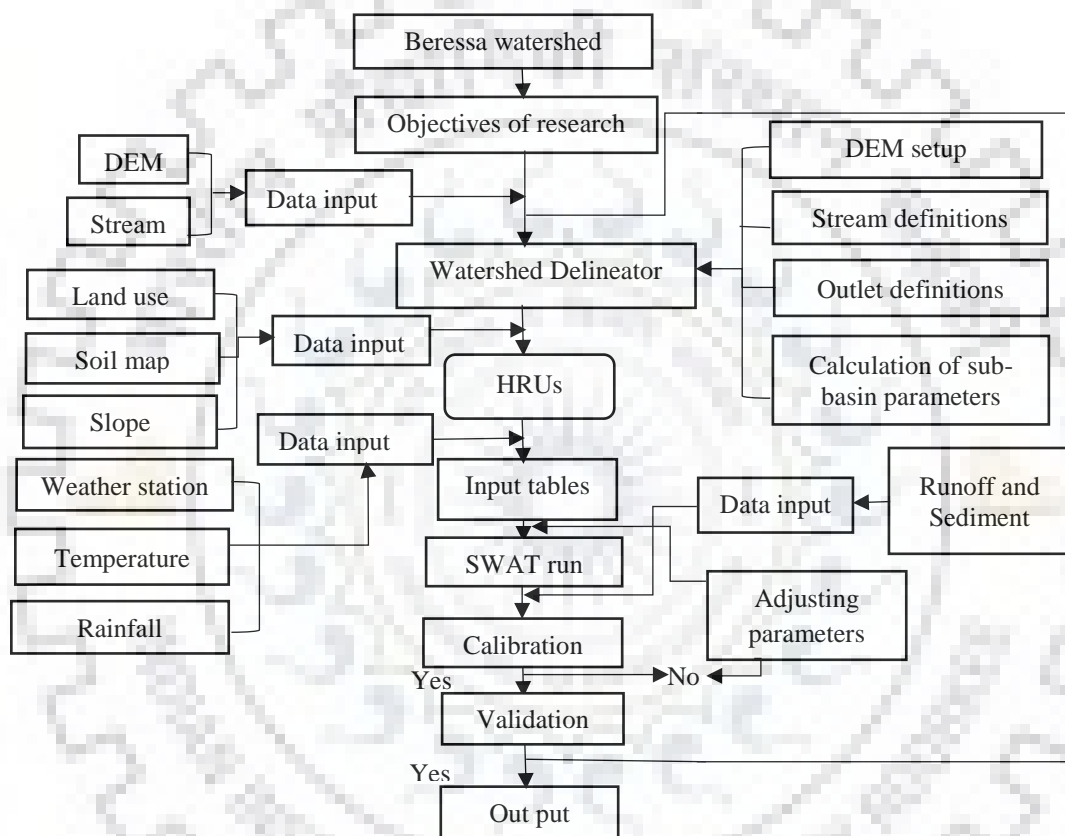 Beressa watershed
Objectives of research
DEM
Stream
Data input
DEM setup
Stream definitions
Watershed Delineator
Outlet definitions
Calculation of sub-
basin parameters
Land use
Soil map
Slope
Data input
HRUs
Data input
Weather station
Temperature
Rainfall
Input tables
Data input
Runoff and
Sediment
SWAT run
Adjusting
parameters
Calibration
Yes
No
Validation
Yes
Out put